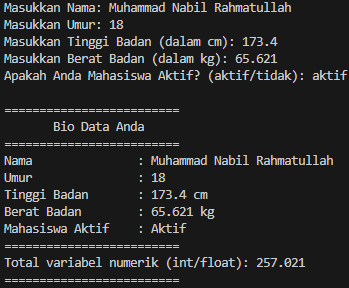 Masukkan Nama: Muhammad Nabil Rahmatullah
Masukkan Umur: 18
Masukkan Tinggi Badan (dalam cm): 173.4
Masukkan Berat Badan (dalam kg): 65.621
Apakah Anda Mahasiswa Aktif? (aktif/tidak): aktif

=========================
       Bio Data Anda
=========================
Nama               : Muhammad Nabil Rahmatullah
Umur               : 18
Tinggi Badan       : 173.4 cm
Berat Badan        : 65.621 kg
Mahasiswa Aktif    : Aktif
=========================
Total variabel numerik (int/float): 257.021
=========================